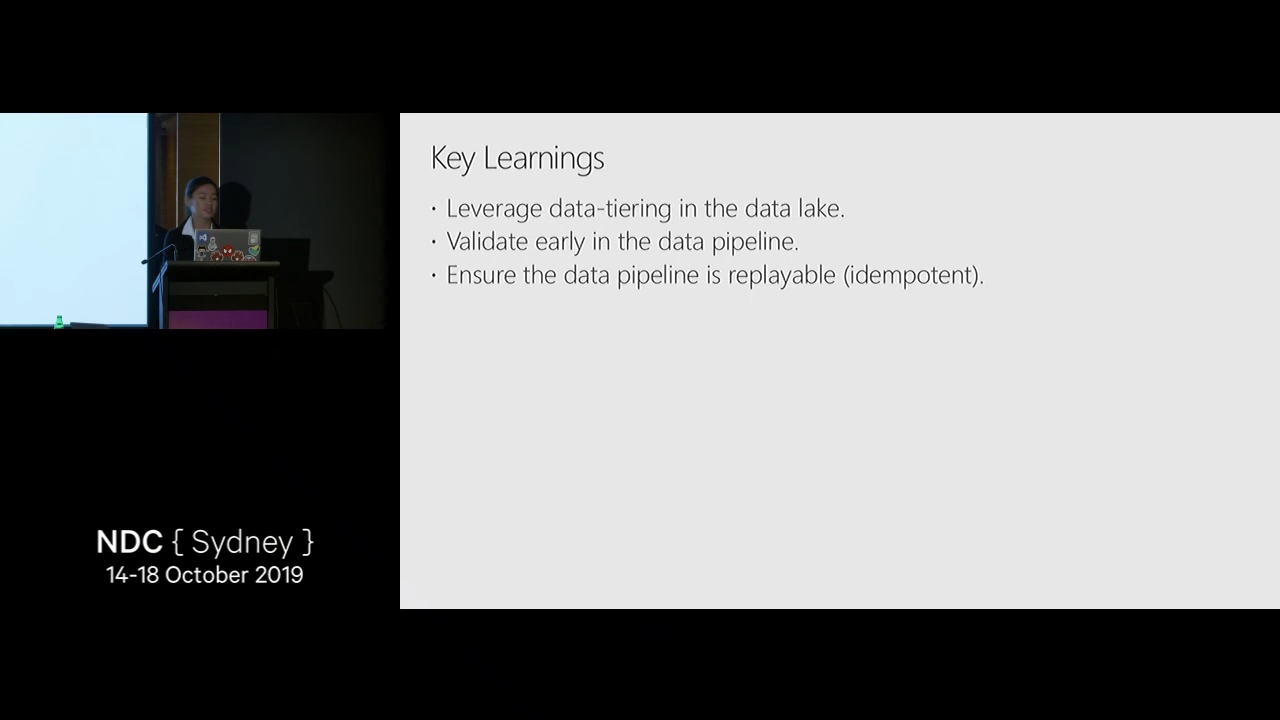 Key Learnings
· Leverage data-tiering in the data lake.
· Validate early in the data pipeline.
· Ensure the data pipeline is replayable (idempotent).
NDC { Sydney }
14-18 October 2019